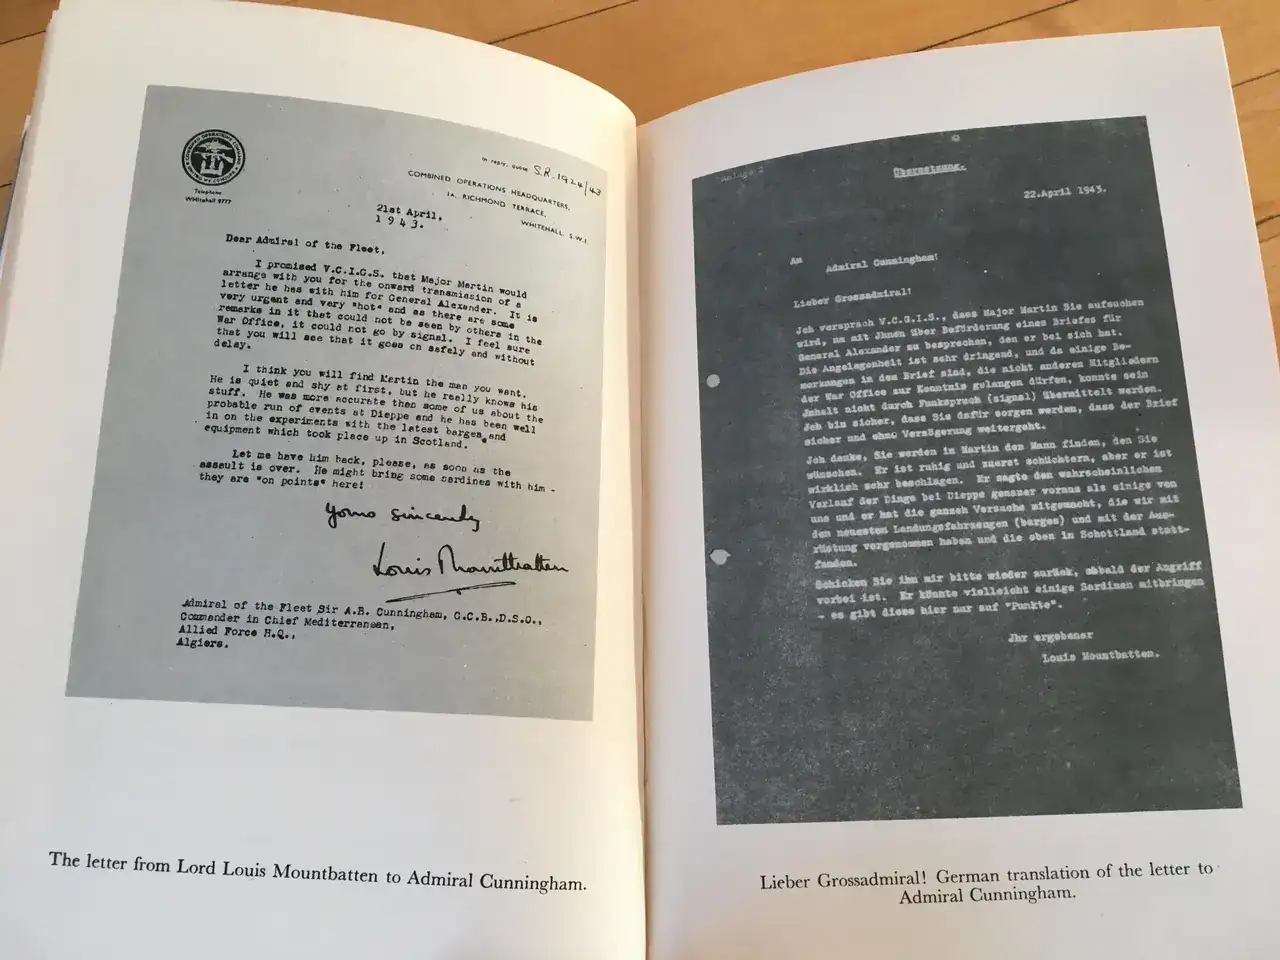 COMBINED OPERATIONS COMMAND
Telephone
WHitehall 9777
In reply, quote S.R. 1924/43
COMBINED OPERATIONS HEADQUARTERS,
1A, RICHMOND TERRACE,
WHITEHALL, S.W.1
21st April,
1943.
Dear Admiral of the Fleet,
I promised V.C.I.G.S. that Major Martin would
arrange with you for the onward transmission of a
letter he has with him for General Alexander. It is
very urgent and very "hot" and as there are some
remarks in it that could not be seen by others in the
War Office, it could not go by signal. I feel sure
that you will see that it goes on safely and without
delay.
I think you will find Martin the man you want.
He is quiet and shy at first, but he really knows his
stuff. He was more accurate than some of us about the
probable run of events at Dieppe and he has been well
in on the experiments with the latest barges and
equipment which took place up in Scotland.
Let me have him back, please, as soon as the
assault is over. He might bring some sardines with him -
they are "on points" here!
Yours sincerely
Louis Mountbatten
Admiral of the Fleet Sir A.B. Cunningham, G.C.B.,D.S.O.,
Commander in Chief Mediterranean,
Allied Force H.Q.,
Algiers.
The letter from Lord Louis Mountbatten to Admiral Cunningham.
Anlage 2
Übersetzung.
22.April 1943.
An
Admiral Cunningham!
Lieber Grossadmiral!
Jch versprach V.C.G.I.S., dass Major Martin Sie aufsuchen
wird, um mit Jhnen über Beförderung eines Briefes für
General Alexander zu besprechen, den er bei sich hat.
Die Angelegenheit ist sehr dringend, und da einige Be-
merkungen in dem Brief sind, die nicht anderen Mitgliedern
der War Office zur Kenntnis gelangen dürfen, konnte sein
Jnhalt nicht durch Funkspruch (signal) übermittelt werden.
Jch bin sicher, dass Sie dafür sorgen werden, dass der Brief
sicher und ohne Verzögerung weitergeht.
Jch denke, Sie werden in Martin den Mann finden, den Sie
wünschen. Er ist ruhig und zuerst schüchtern, aber er ist
wirklich sehr beschlagen. Er sagte den wahrscheinlichen
Verlauf der Dinge bei Dieppe genauer voraus als einige von
uns und er hat die ganzen Versuche mitgemacht, die wir mit
den neuesten Landungsfahrzeugen (barges) und mit der Aus-
rüstung vorgenommen haben und die oben in Schottland statt-
fanden.
Schicken Sie ihn mir bitte wieder zurück, sobald der Angriff
vorbei ist. Er könnte vielleicht einige Sardinen mitbringen
- es gibt diese hier nur auf "Punkte".
Jhr ergebener
Louis Mountbatten.
Lieber Grossadmiral! German translation of the letter to
Admiral Cunningham.